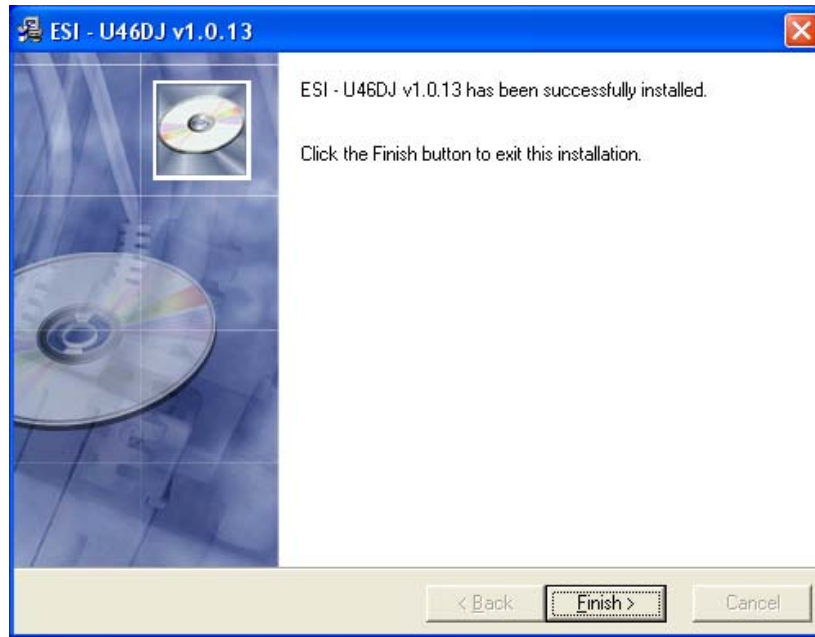 ESI - U46DJ v1.0.13
ESI - U46DJ v1.0.13 has been successfully installed.
Click the Finish button to exit this installation.
< Back
Finish >
Cancel